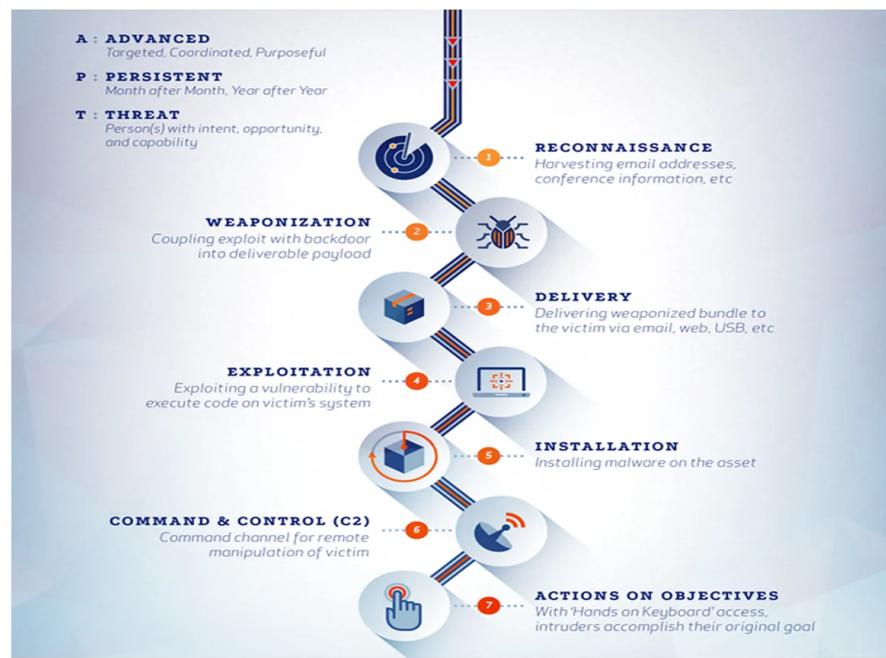 A : ADVANCED
Targeted, Coordinated, Purposeful
P : PERSISTENT
Month after Month, Year after Year
T : THREAT
Person(s) with intent, opportunity,
and capability
1
RECONNAISSANCE
Harvesting email addresses,
conference information, etc
WEAPONIZATION
Coupling exploit with backdoor
into deliverable payload
2
3
DELIVERY
Delivering weaponized bundle to
the victim via email, web, USB, etc
EXPLOITATION
Exploiting a vulnerability to
execute code on victim's system
4
5
INSTALLATION
Installing malware on the asset
COMMAND & CONTROL (C2)
Command channel for remote
manipulation of victim
6
7
ACTIONS ON OBJECTIVES
With 'Hands on Keyboard' access,
intruders accomplish their original goal